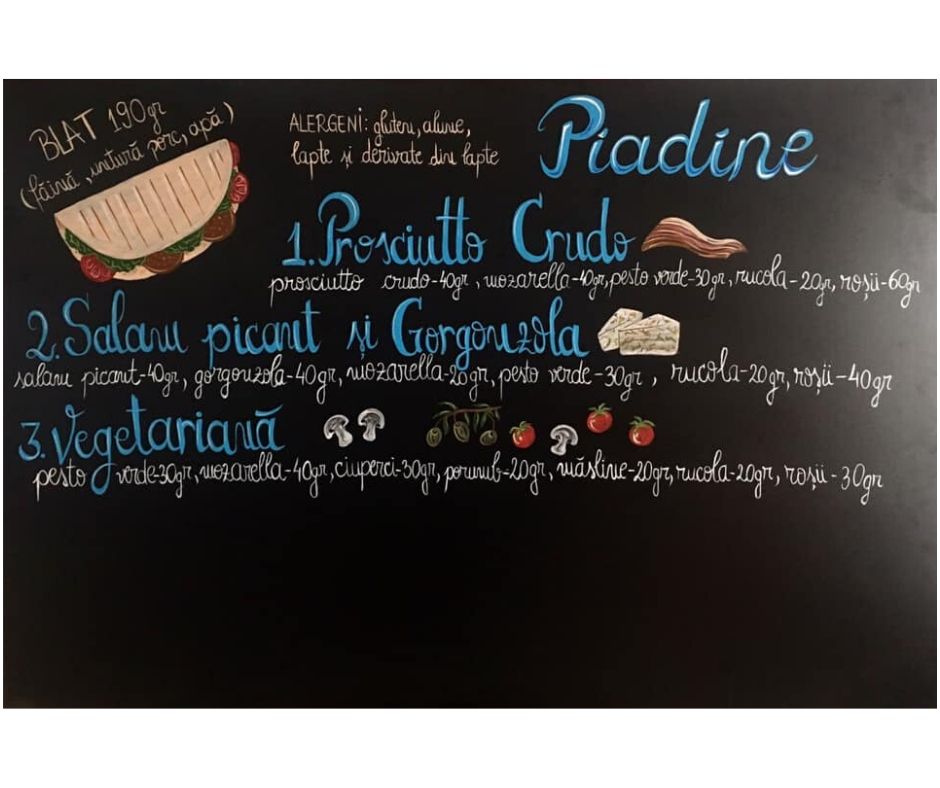 BLAT 190gr
(făină, untură porc, apă)
ALERGENI: gluten, alune,
lapte și derivate din lapte
Piadine
1. Prosciutto Crudo
prosciutto crudo-40gr, mozarella-40gr, pesto verde-30gr, rucola-20gr, roșii-60gr
2. Salam picant și Gorgonzola
salam picant-40gr, gorgonzola-40gr, mozarella-20gr, pesto verde-30gr, rucola-20gr, roșii-40gr
3. Vegetariană
pesto verde-30gr, mozarella-40gr, ciuperci-30gr, porumb-20gr, măsline-20gr, rucola-20gr, roșii-30gr